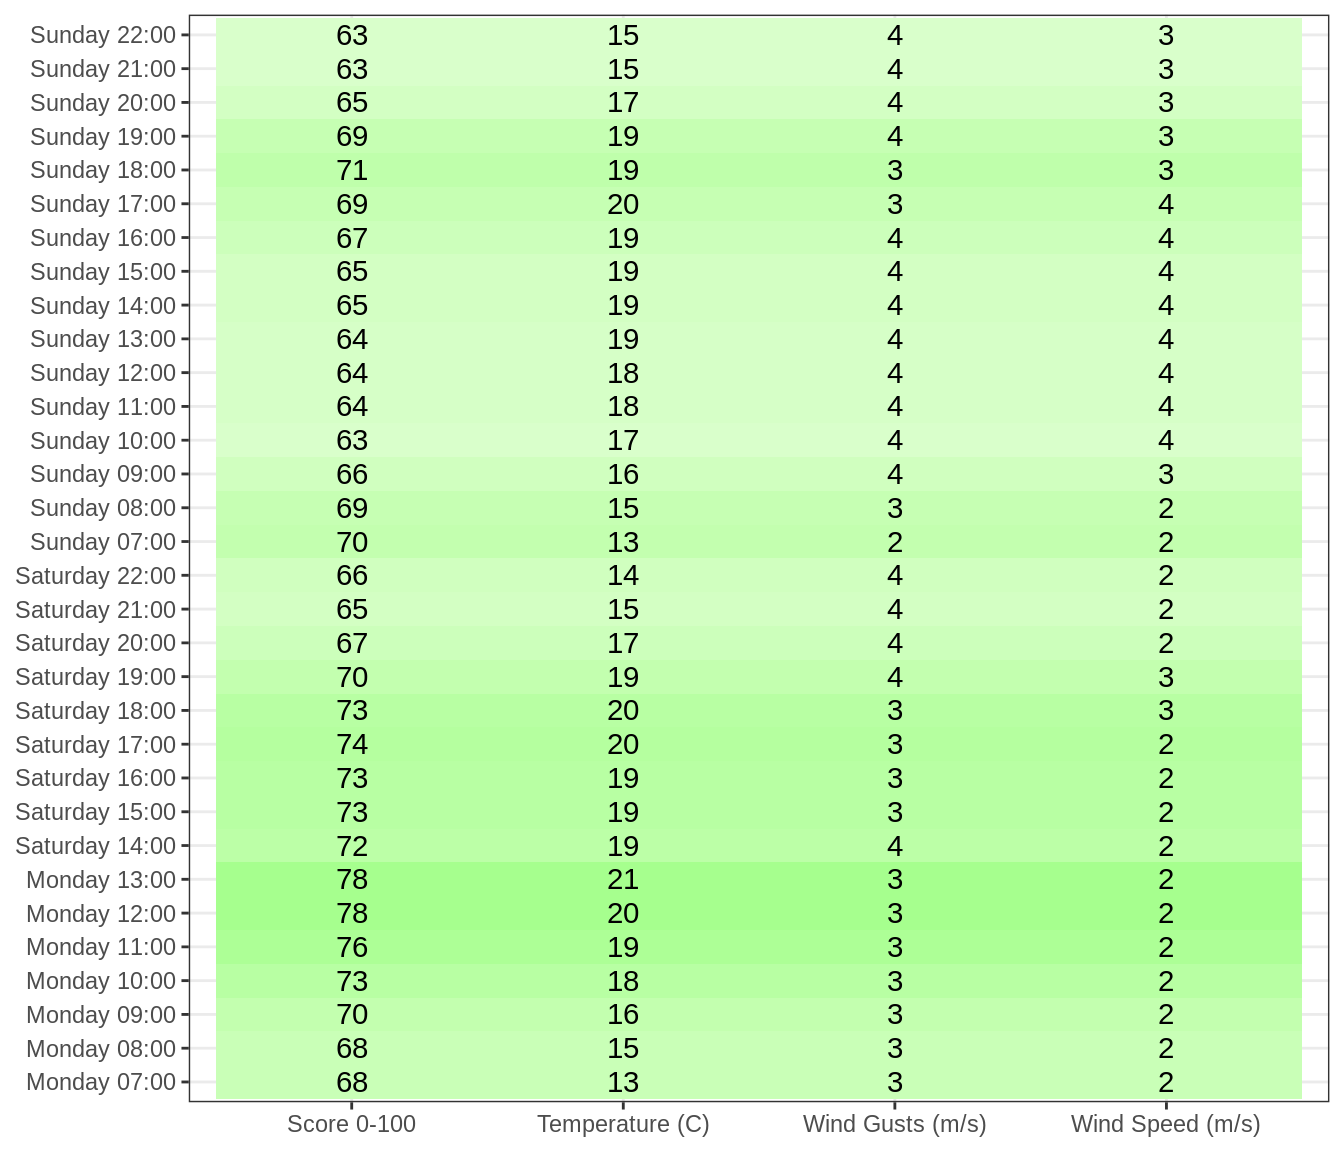 Sunday 22:00 63 15 4 3
Sunday 21:00 63 15 4 3
Sunday 20:00 65 17 4 3
Sunday 19:00 69 19 4 3
Sunday 18:00 71 19 3 3
Sunday 17:00 69 20 3 4
Sunday 16:00 67 19 4 4
Sunday 15:00 65 19 4 4
Sunday 14:00 65 19 4 4
Sunday 13:00 64 19 4 4
Sunday 12:00 64 18 4 4
Sunday 11:00 64 18 4 4
Sunday 10:00 63 17 4 4
Sunday 09:00 66 16 4 3
Sunday 08:00 69 15 3 2
Sunday 07:00 70 13 2 2
Saturday 22:00 66 14 4 2
Saturday 21:00 65 15 4 2
Saturday 20:00 67 17 4 2
Saturday 19:00 70 19 4 3
Saturday 18:00 73 20 3 3
Saturday 17:00 74 20 3 2
Saturday 16:00 73 19 3 2
Saturday 15:00 73 19 3 2
Saturday 14:00 72 19 4 2
Monday 13:00 78 21 3 2
Monday 12:00 78 20 3 2
Monday 11:00 76 19 3 2
Monday 10:00 73 18 3 2
Monday 09:00 70 16 3 2
Monday 08:00 68 15 3 2
Monday 07:00 68 13 3 2
Score 0-100 Temperature (C) Wind Gusts (m/s) Wind Speed (m/s)